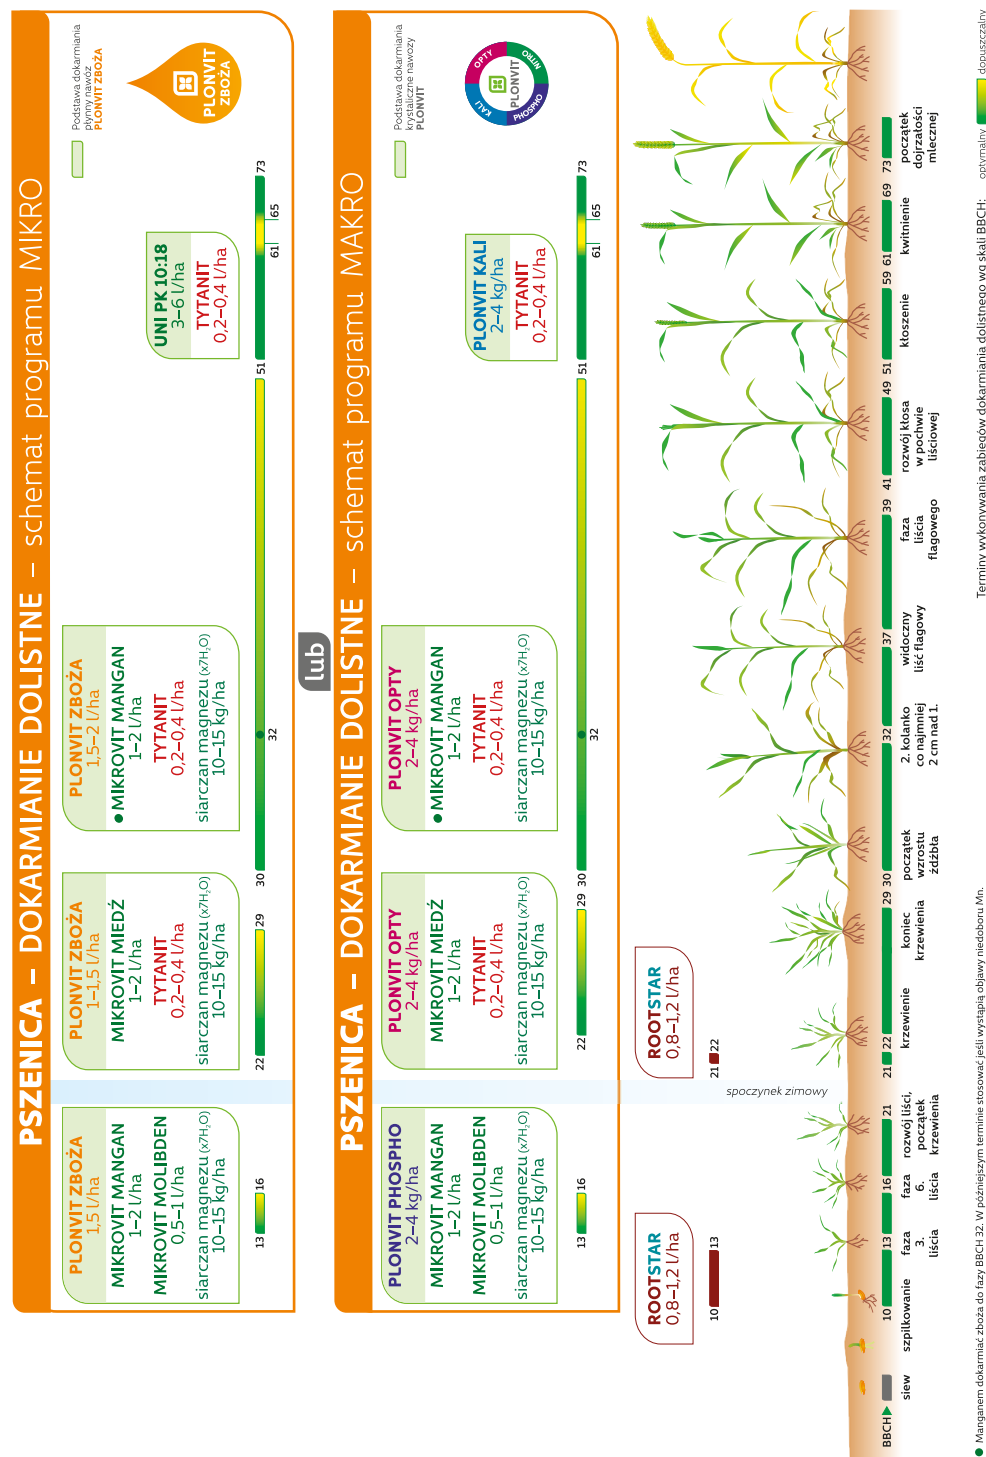 PSZENICA – DOKARMIANIE DOLISTNE – schemat programu MIKRO
PLONVIT ZBOŻA
1,5 l/ha
MIKROVIT MANGAN
1–2 l/ha
MIKROVIT MOLIBDEN
0,5–1 l/ha
siarczan magnezu (x7H₂O)
10–15 kg/ha
13 16
PLONVIT ZBOŻA
1–1,5 l/ha
MIKROVIT MIEDŹ
1–2 l/ha
TYTANIT
0,2–0,4 l/ha
siarczan magnezu (x7H₂O)
10–15 kg/ha
22 29
PLONVIT ZBOŻA
1,5–2 l/ha
● MIKROVIT MANGAN
1–2 l/ha
TYTANIT
0,2–0,4 l/ha
siarczan magnezu (x7H₂O)
10–15 kg/ha
30 32 51
UNI PK 10:18
3–6 l/ha
TYTANIT
0,2–0,4 l/ha
61 65 73
Podstawa dokarmiania
płynny nawóz
PLONVIT ZBOŻA
PLONVIT
ZBOŻA
lub
PSZENICA – DOKARMIANIE DOLISTNE – schemat programu MAKRO
PLONVIT PHOSPHO
2–4 kg/ha
MIKROVIT MANGAN
1–2 l/ha
MIKROVIT MOLIBDEN
0,5–1 l/ha
siarczan magnezu (x7H₂O)
10–15 kg/ha
13 16
PLONVIT OPTY
2–4 kg/ha
MIKROVIT MIEDŹ
1–2 l/ha
TYTANIT
0,2–0,4 l/ha
siarczan magnezu (x7H₂O)
10–15 kg/ha
22 29
PLONVIT OPTY
2–4 kg/ha
● MIKROVIT MANGAN
1–2 l/ha
TYTANIT
0,2–0,4 l/ha
siarczan magnezu (x7H₂O)
10–15 kg/ha
30 32 51
PLONVIT KALI
2–4 kg/ha
TYTANIT
0,2–0,4 l/ha
61 65 73
Podstawa dokarmiania
krystaliczne nawozy
PLONVIT
OPTY
NITRO
PHOSPHO
KALI
PLONVIT
ROOTSTAR
0,8–1,2 l/ha
10 13
ROOTSTAR
0,8–1,2 l/ha
21 22
spoczynek zimowy
BBCH 10 13 16 21 21 22 29 30 32 37 39 41 49 51 59 61 69 73
siew
szpilkowanie
faza
3.
liścia
faza
6.
liścia
rozwój liści,
początek
krzewienia
krzewienie
koniec
krzewienia
początek
wzrostu
źdźbła
2. kolanko
co najmniej
2 cm nad 1.
widoczny
liść flagowy
faza
liścia
flagowego
rozwój kłosa
w pochwie
liściowej
kłoszenie
kwitnienie
początek
dojrzałości
mlecznej
● Manganem dokarmiać zboża do fazy BBCH 32. W późniejszym terminie stosować jeśli wystąpią objawy niedoboru Mn.
Terminy wykonywania zabiegów dokarmiania dolistnego wg skali BBCH:
optymalny dopuszczalny